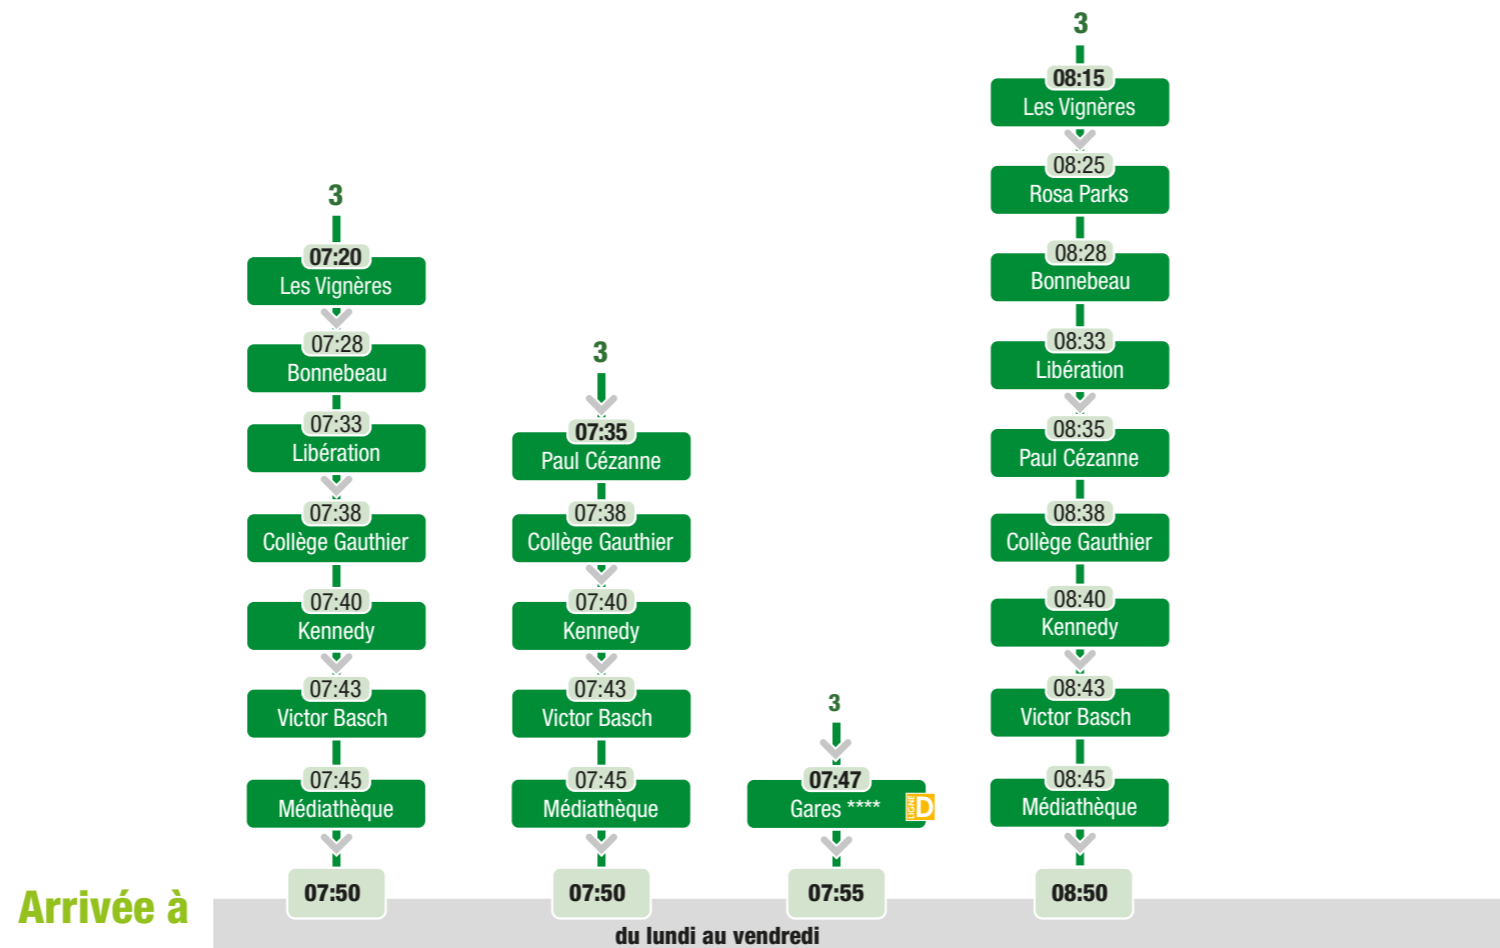 3
07:20
Les Vignères
07:28
Bonnebeau
07:33
Libération
07:38
Collège Gauthier
07:40
Kennedy
07:43
Victor Basch
07:45
Médiathèque
07:50
3
07:35
Paul Cézanne
07:38
Collège Gauthier
07:40
Kennedy
07:43
Victor Basch
07:45
Médiathèque
07:50
3
07:47
Gares ****
LIGNE D
07:55
3
08:15
Les Vignères
08:25
Rosa Parks
08:28
Bonnebeau
08:33
Libération
08:35
Paul Cézanne
08:38
Collège Gauthier
08:40
Kennedy
08:43
Victor Basch
08:45
Médiathèque
08:50
Arrivée à
du lundi au vendredi